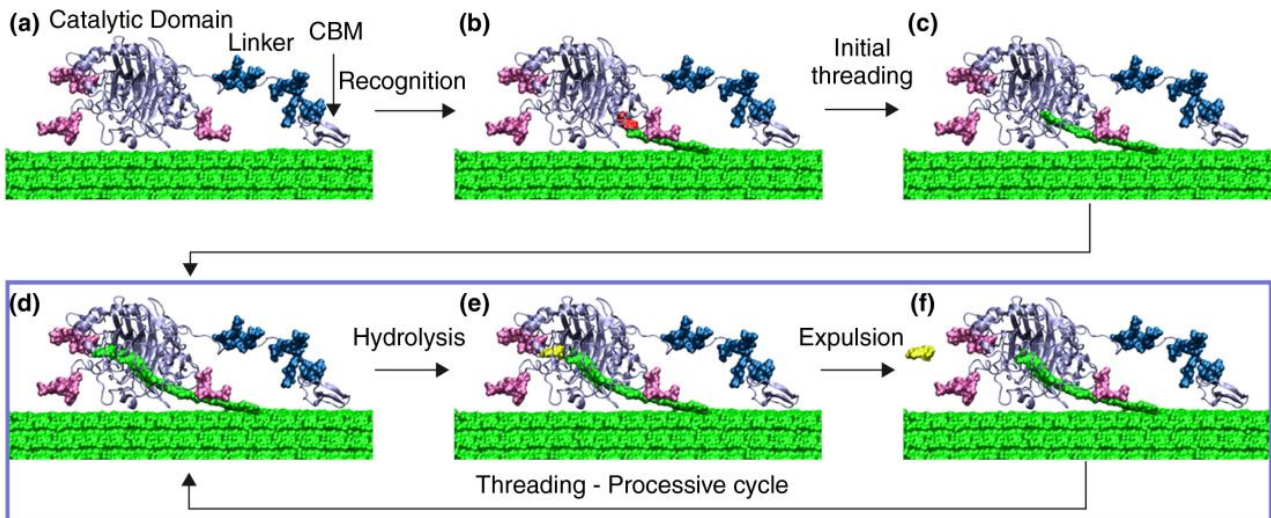 (a) Catalytic Domain
Linker
CBM
Recognition
(b)
Initial
threading
(c)
(d)
Hydrolysis
(e)
Expulsion
(f)
Threading - Processive cycle